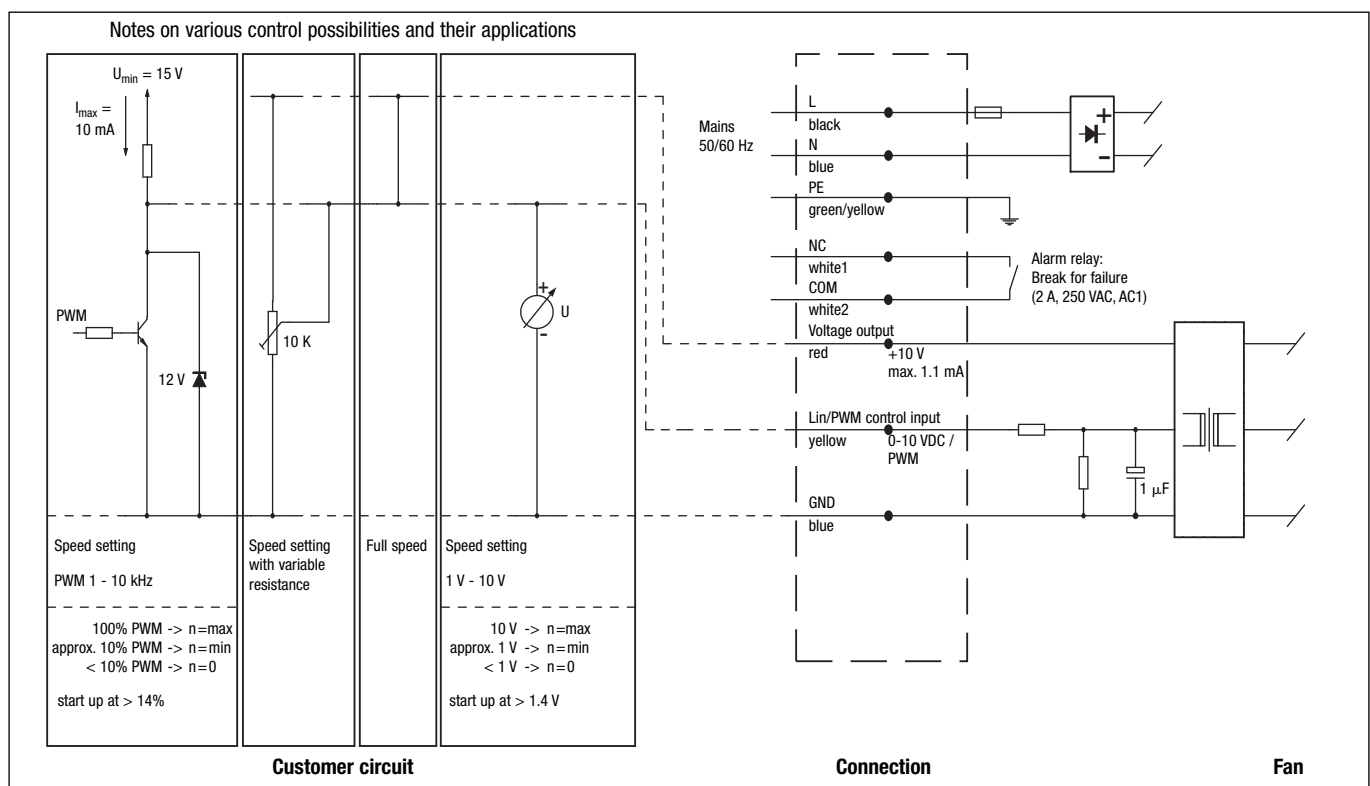 Notes on various control possibilities and their applications
Umin = 15 V
Imax =
10 mA
PWM
12 V
Speed setting
PWM 1 - 10 kHz
100% PWM -> n=max
approx. 10% PWM -> n=min
< 10% PWM -> n=0
start up at > 14%
10 K
Speed setting
with variable
resistance
Full speed
+
U
-
Speed setting
1 V - 10 V
10 V -> n=max
approx. 1 V -> n=min
< 1 V -> n=0
start up at > 1.4 V
Customer circuit
Mains
50/60 Hz
L
black
N
blue
PE
green/yellow
NC
white1
COM
white2
Voltage output
red
+10 V
max. 1.1 mA
Lin/PWM control input
yellow
0-10 VDC /
PWM
GND
blue
Connection
+
-
Alarm relay:
Break for failure
(2 A, 250 VAC, AC1)
1 μF
Fan